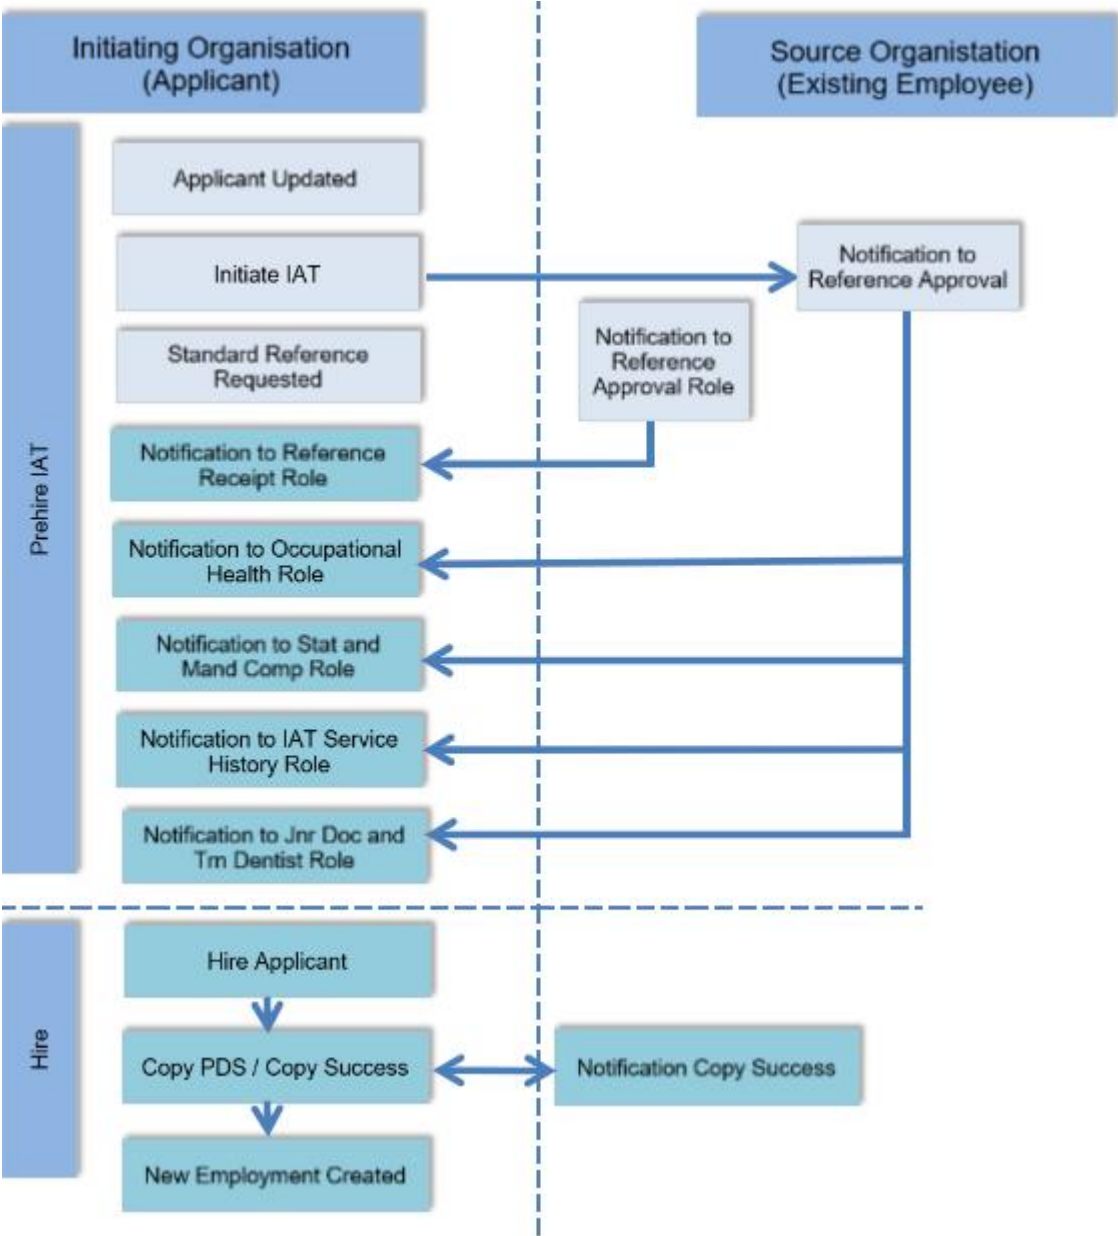 Initiating Organisation
(Applicant)
Source Organistation
(Existing Employee)
Prehire IAT
Applicant Updated
Initiate IAT
Notification to
Reference Approval
Standard Reference
Requested
Notification to
Reference
Approval Role
Notification to Reference
Receipt Role
Notification to Occupational
Health Role
Notification to Stat and
Mand Comp Role
Notification to IAT Service
History Role
Notification to Jnr Doc and
Trn Dentist Role
Hire
Hire Applicant
Copy PDS / Copy Success
Notification Copy Success
New Employment Created